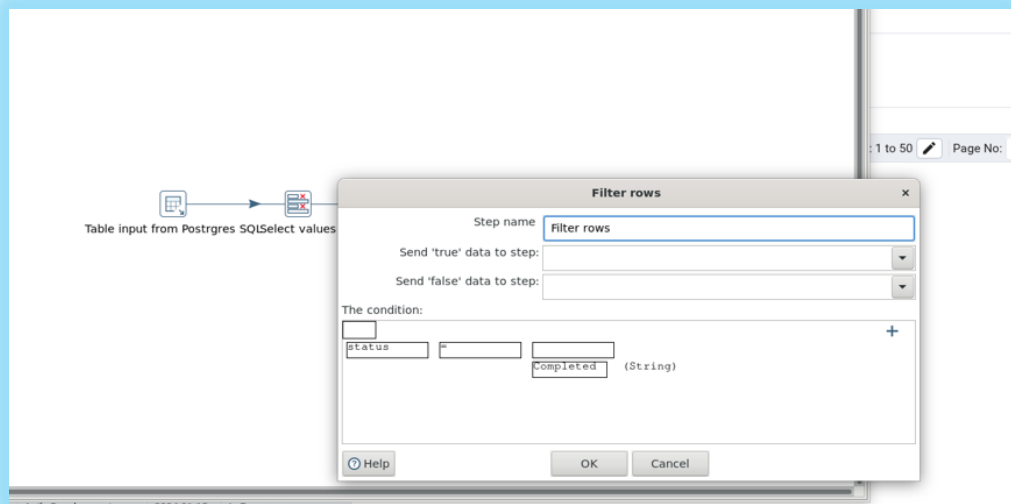 : 1 to 50
Page No:
Filter rows
×
Step name
Filter rows
Table input from Postrgres SQL
Select values
Send 'true' data to step:
Send 'false' data to step:
The condition:
+
status
=
Completed
(String)
Help
OK
Cancel